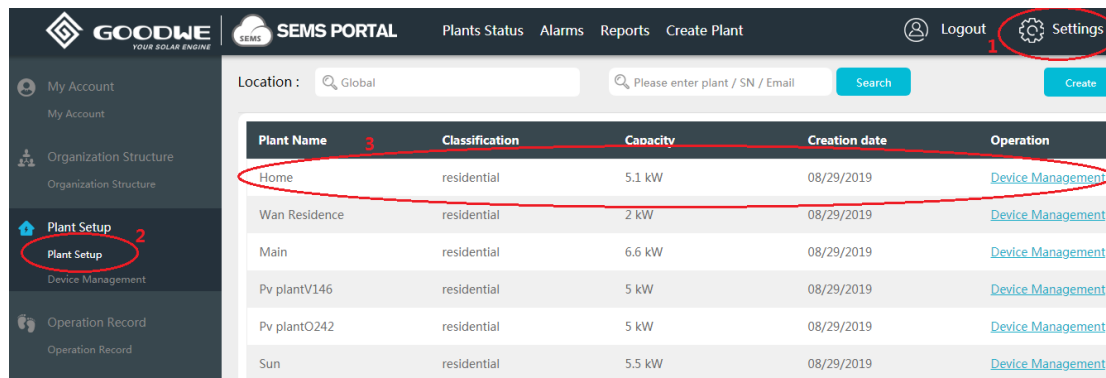 GOODWE
YOUR SOLAR ENGINE
SEMS
SEMS PORTAL
Plants Status Alarms Reports Create Plant
Logout
1
Settings
My Account
My Account
Organization Structure
Organization Structure
Plant Setup
2
Plant Setup
Device Management
Operation Record
Operation Record
Location : Global
Please enter plant / SN / Email
Search
Create
Plant Name 3 Classification Capacity Creation date Operation
Home residential 5.1 kW 08/29/2019 Device Management
Wan Residence residential 2 kW 08/29/2019 Device Management
Main residential 6.6 kW 08/29/2019 Device Management
Pv plantV146 residential 5 kW 08/29/2019 Device Management
Pv plantO242 residential 5 kW 08/29/2019 Device Management
Sun residential 5.5 kW 08/29/2019 Device Management